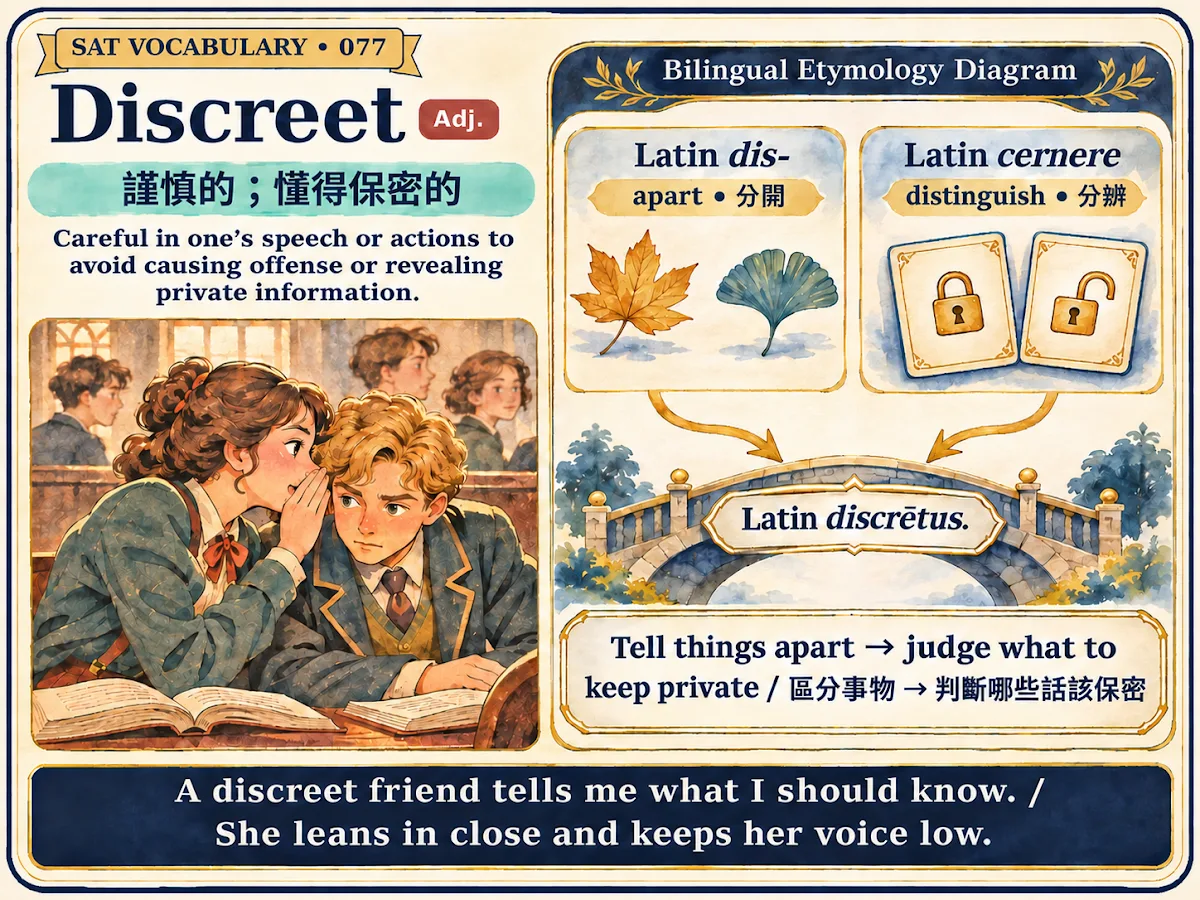 SAT VOCABULARY • 077
Discreet Adj.
謹慎的；懂得保密的
Careful in one’s speech or actions to
avoid causing offense or revealing
private information.
Bilingual Etymology Diagram
Latin dis-
apart • 分開
Latin cernere
distinguish • 分辨
Latin discrētus.
Tell things apart → judge what to
keep private / 區分事物 → 判斷哪些話該保密
A discreet friend tells me what I should know. /
She leans in close and keeps her voice low.